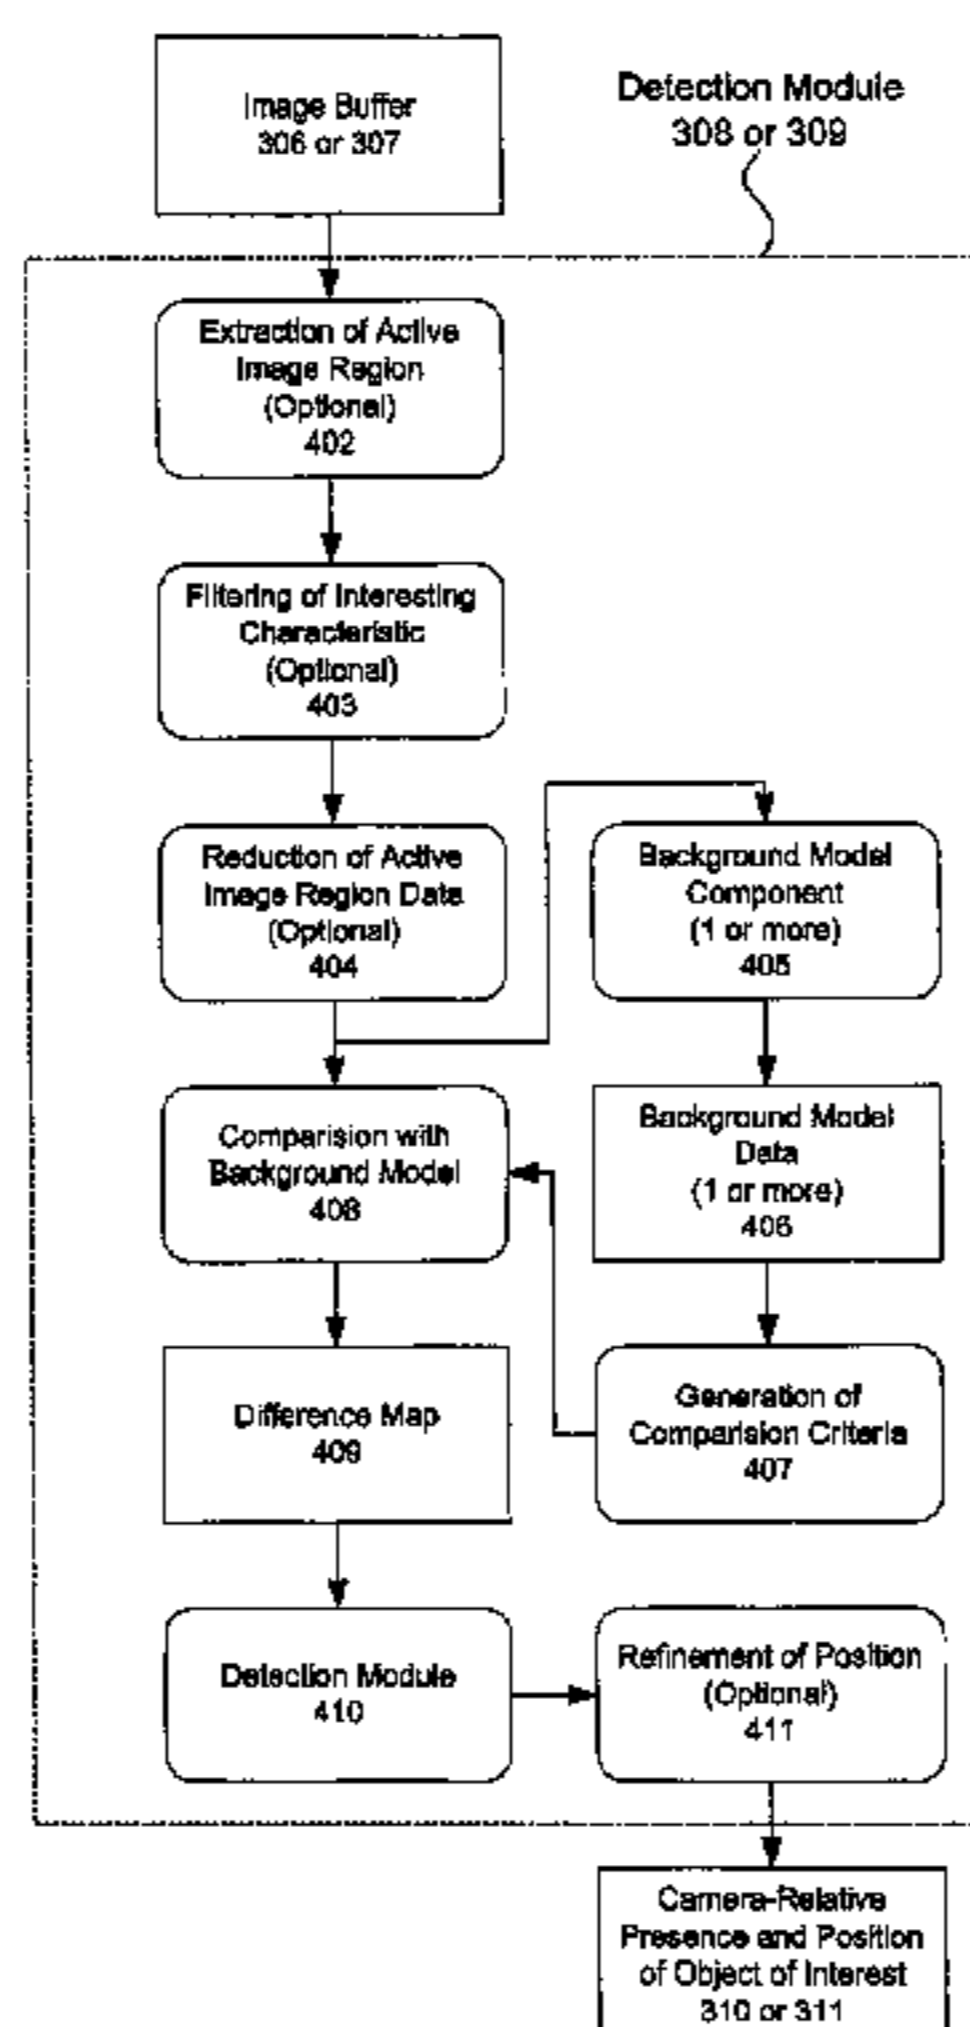 Image Buffer
306 or 307
Detection Module
308 or 309
Extraction of Active
Image Region
(Optional)
402
Filtering of Interesting
Characteristic
(Optional)
403
Reduction of Active
Image Region Data
(Optional)
404
Background Model
Component
(1 or more)
405
Comparision with
Background Model
408
Background Model
Data
(1 or more)
406
Difference Map
409
Generation of
Comparision Criteria
407
Detection Module
410
Refinement of Position
(Optional)
411
Camera-Relative
Presence and Position
of Object of Interest
310 or 311